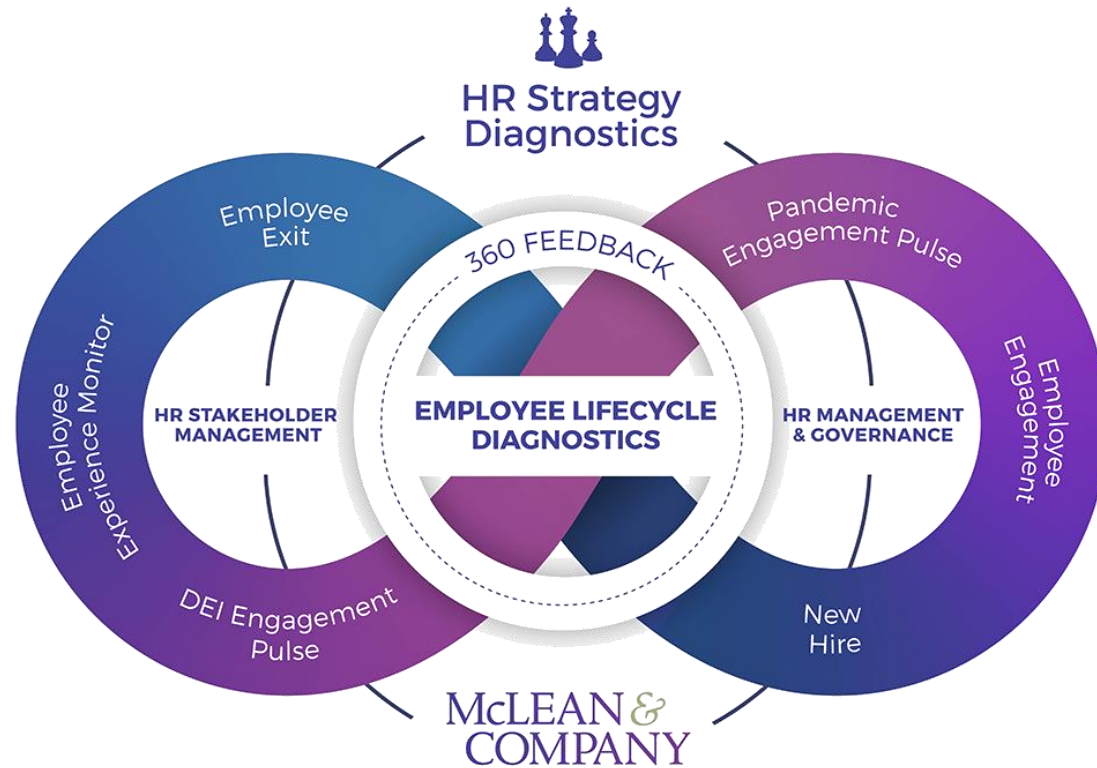 HR Strategy
Diagnostics
Employee
Exit
360 FEEDBACK
Pandemic
Engagement Pulse
Employee
Experience Monitor
HR STAKEHOLDER
MANAGEMENT
EMPLOYEE LIFECYCLE
DIAGNOSTICS
HR MANAGEMENT
& GOVERNANCE
Employee
Engagement
DEI Engagement
Pulse
New
Hire
McLEAN &
COMPANY